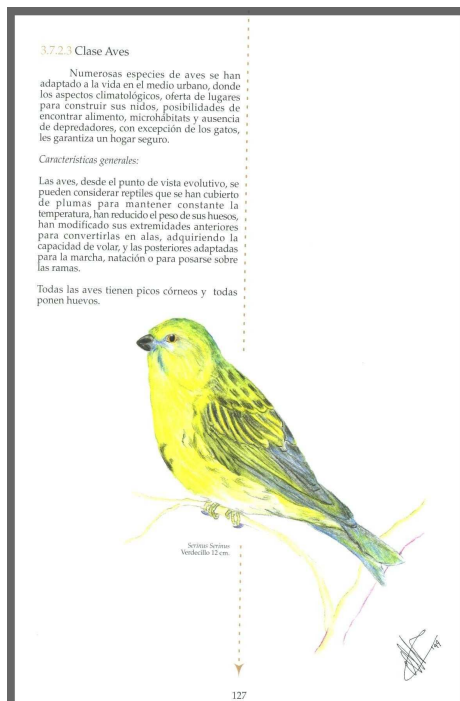 3.7.2.3 Clase Aves
Numerosas especies de aves se han
adaptado a la vida en el medio urbano, donde
los aspectos climatológicos, oferta de lugares
para construir sus nidos, posibilidades de
encontrar alimento, microhábitats y ausencia
de depredadores, con excepción de los gatos,
les garantiza un hogar seguro.
Características generales:
Las aves, desde el punto de vista evolutivo, se
pueden considerar reptiles que se han cubierto
de plumas para mantener constante la
temperatura, han reducido el peso de sus huesos,
han modificado sus extremidades anteriores
para convertirlas en alas, adquiriendo la
capacidad de volar, y las posteriores adaptadas
para la marcha, natación o para posarse sobre
las ramas.
Todas las aves tienen picos córneos y todas
ponen huevos.
Serinus Serinus
Verdecillo 12 cm.
127